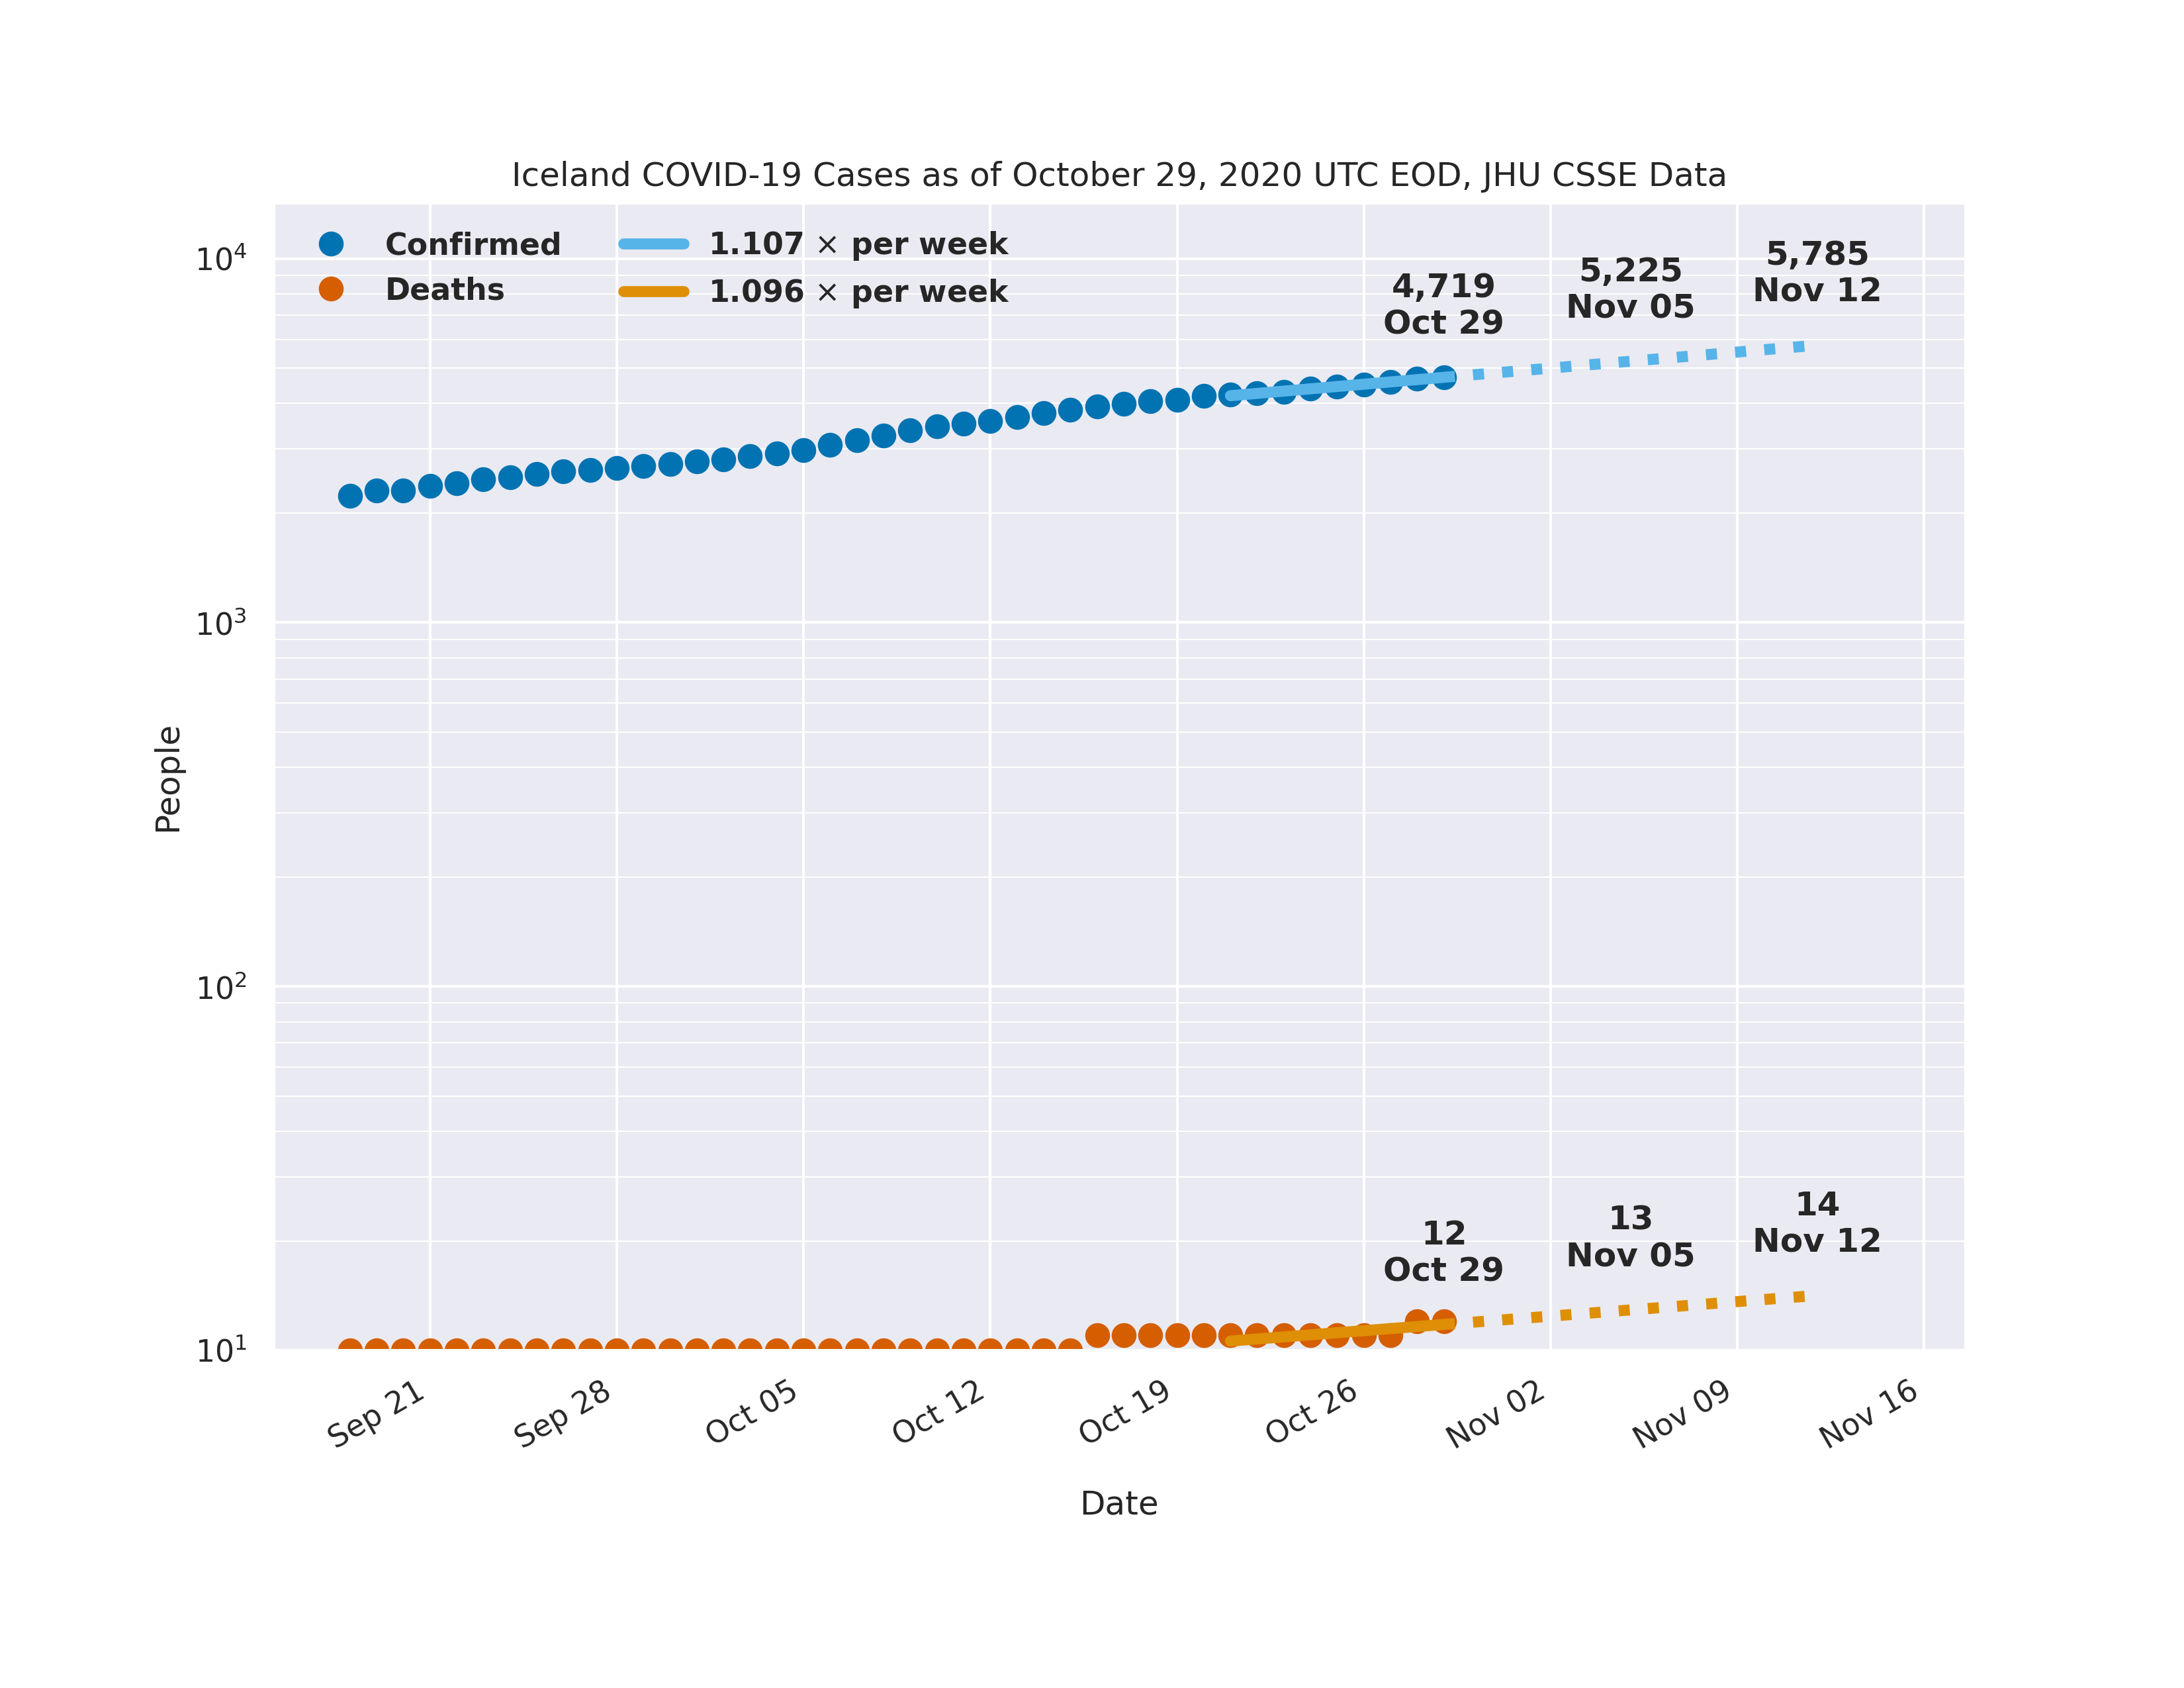 Iceland COVID-19 Cases as of October 29, 2020 UTC EOD, JHU CSSE Data
Confirmed
Deaths
1.107 × per week
1.096 × per week
4,719
Oct 29
5,225
Nov 05
5,785
Nov 12
12
Oct 29
13
Nov 05
14
Nov 12
10⁴
10³
10²
10¹
People
Sep 21
Sep 28
Oct 05
Oct 12
Oct 19
Oct 26
Nov 02
Nov 09
Nov 16
Date